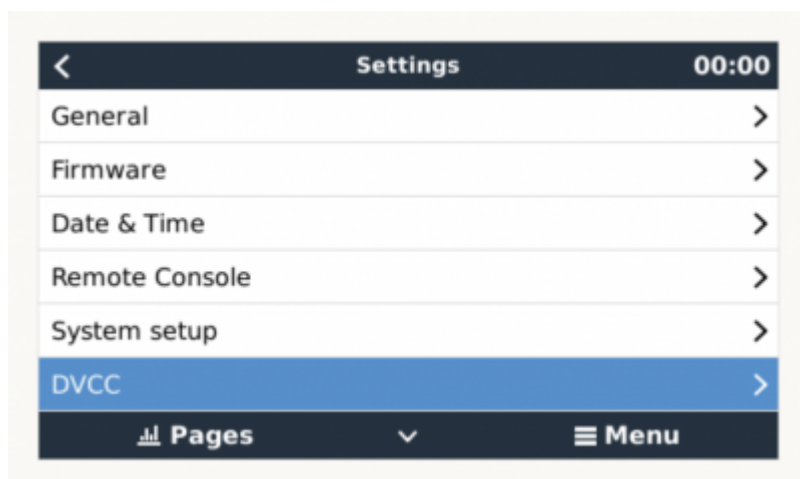 Settings 00:00
General
Firmware
Date & Time
Remote Console
System setup
DVCC
Pages Menu